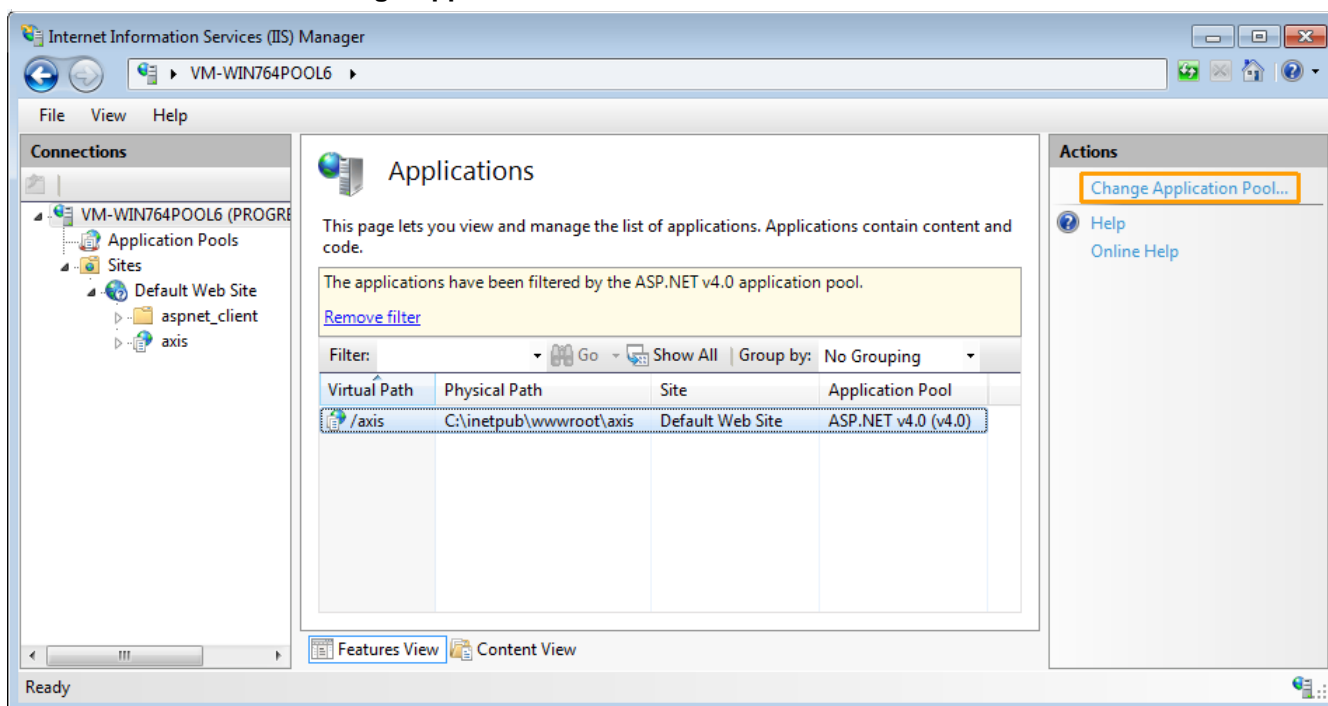 Internet Information Services (IIS) Manager
VM-WIN764POOL6
File View Help
Connections
VM-WIN764POOL6 (PROGRE
Application Pools
Sites
Default Web Site
aspnet_client
axis
Applications
This page lets you view and manage the list of applications. Applications contain content and
code.
The applications have been filtered by the ASP.NET v4.0 application pool.
Remove filter
Filter: Go Show All Group by: No Grouping
Virtual Path Physical Path Site Application Pool
/axis C:\inetpub\wwwroot\axis Default Web Site ASP.NET v4.0 (v4.0)
Features View Content View
Actions
Change Application Pool...
Help
Online Help
Ready